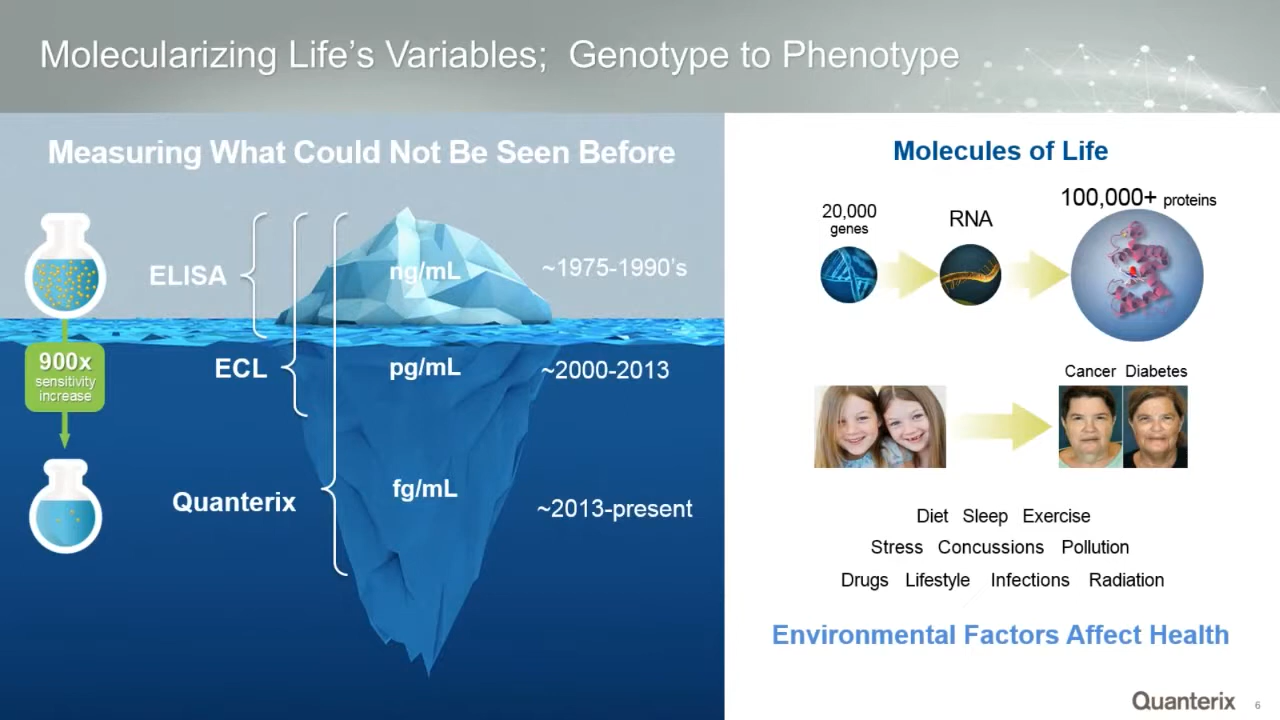 Molecularizing Life's Variables; Genotype to Phenotype
Measuring What Could Not Be Seen Before
ELISA
ng/mL
~1975-1990's
900x
sensitivity
increase
ECL
pg/mL
~2000-2013
Quanterix
fg/mL
~2013-present
Molecules of Life
20,000
genes
RNA
100,000+ proteins
Cancer Diabetes
Diet Sleep Exercise
Stress Concussions Pollution
Drugs Lifestyle Infections Radiation
Environmental Factors Affect Health
Quanterix
6